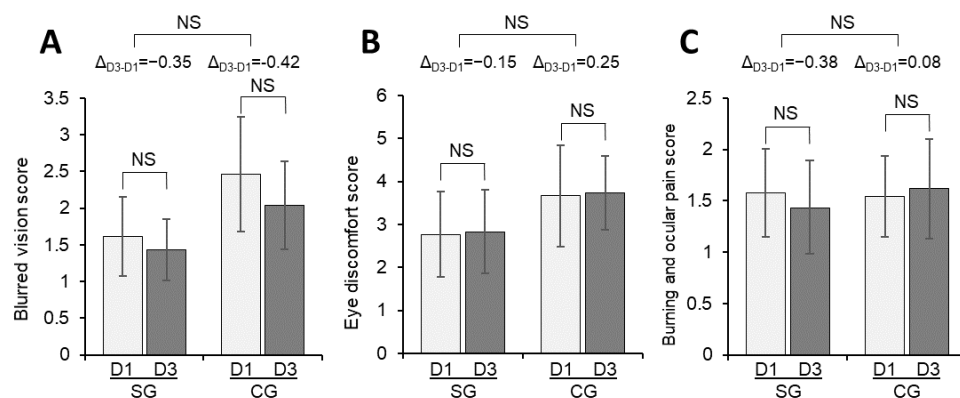 A
NS
ΔD3-D1=−0.35 ΔD3-D1=-0.42
NS
NS
Blurred vision score
3.5
3
2.5
2
1.5
1
0.5
0
D1 D3 D1 D3
SG CG
B
NS
ΔD3-D1=−0.15 ΔD3-D1=0.25
NS
NS
Eye discomfort score
6
5
4
3
2
1
0
D1 D3 D1 D3
SG CG
C
NS
ΔD3-D1=−0.38 ΔD3-D1=0.08
NS
NS
Burning and ocular pain score
2.5
2
1.5
1
0.5
0
D1 D3 D1 D3
SG CG